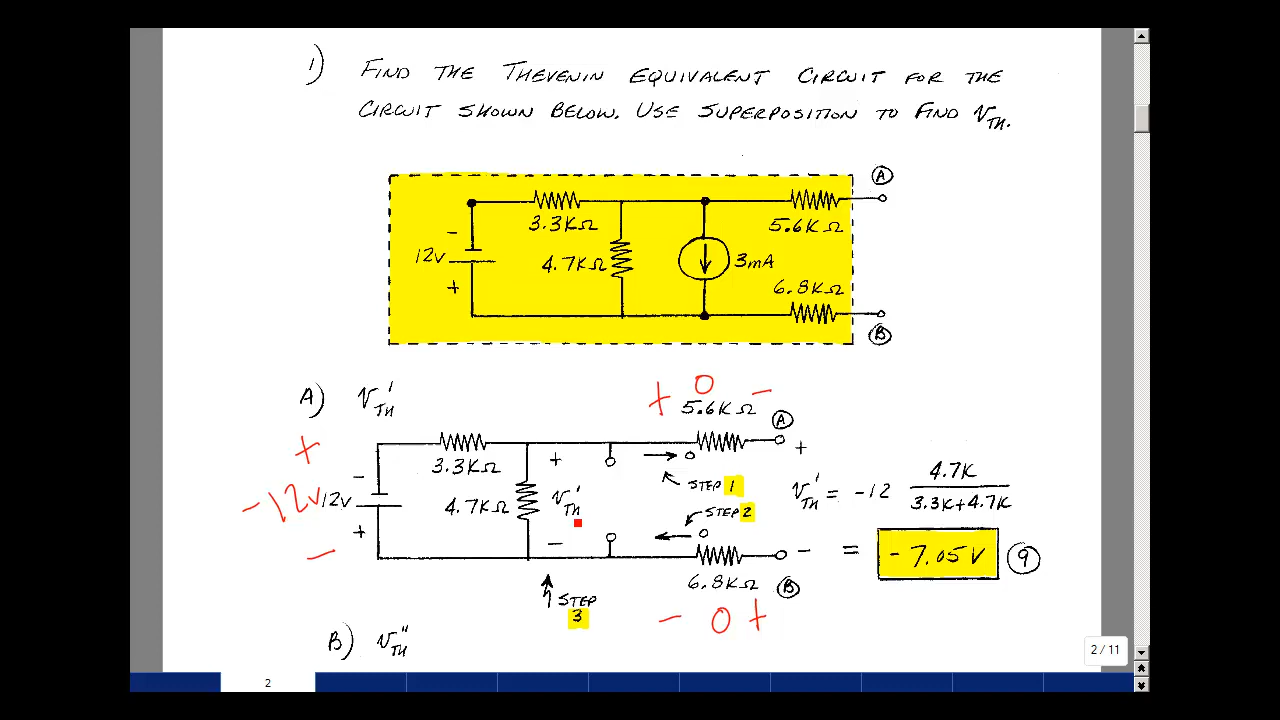 1) FIND THE THEVENIN EQUIVALENT CIRCUIT FOR THE
CIRCUIT SHOWN BELOW. USE SUPERPOSITION TO FIND VTH.
A
3.3KΩ
5.6KΩ
-
12V
4.7KΩ
3mA
+
6.8KΩ
B
A) VTH'
+ 0 -
5.6KΩ
A
+
3.3KΩ
+
+
-
-12V
12V
4.7KΩ
VTH'
STEP 1
STEP 2
VTH' = -12 4.7K
3.3K+4.7K
+
-
-
-
= -7.05V 9
6.8KΩ
B
STEP
3
- 0 +
B) VTH"
2 / 11
2